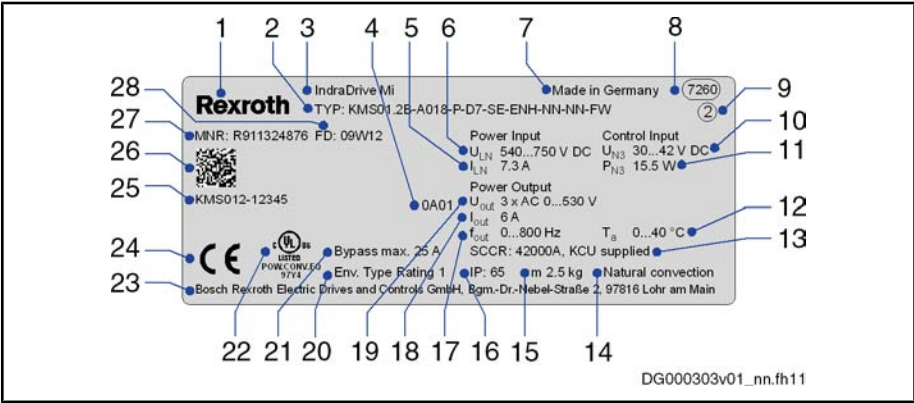 1 2 3 4 5 6 7 8
IndraDrive Mi Made in Germany 7260
Rexroth TYP: KMS01.2B-A018-P-D7-SE-ENH-NN-NN-FW 2 9
28
27 MNR: R911324876 FD: 09W12 Power Input Control Input
U_LN 540...750 V DC U_N3 30...42 V DC 10
26 I_LN 7.3 A P_N3 15.5 W 11
Power Output
25 KMS012-12345 0A01 U_out 3 x AC 0...530 V
I_out 6 A 12
f_out 0...800 Hz T_a 0...40 °C
24 CE C UL US LISTED Bypass max. 25 A SCCR: 42000A, KCU supplied 13
POW.CONV.EQ
97Y4 Env. Type Rating 1 IP: 65 m 2.5 kg Natural convection
23 Bosch Rexroth Electric Drives and Controls GmbH, Bgm.-Dr.-Nebel-Straße 2, 97816 Lohr am Main
22 21 20 19 18 17 16 15 14
DG000303v01_nn.fh11